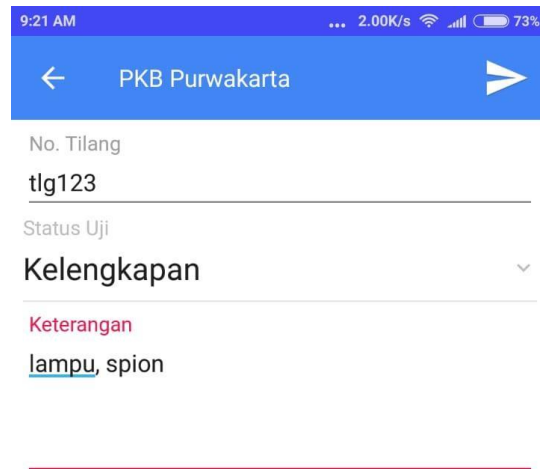 9:21 AM ... 2.00K/s 73%
PKB Purwakarta
No. Tilang
tlg123
Status Uji
Kelengkapan
Keterangan
lampu, spion